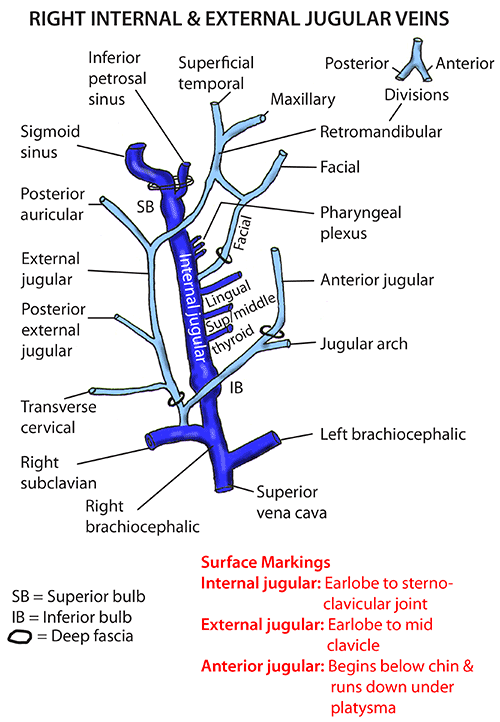 RIGHT INTERNAL & EXTERNAL JUGULAR VEINS
Inferior
petrosal
sinus
Superficial
temporal
Posterior
Anterior
Divisions
Maxillary
Retromandibular
Sigmoid
sinus
Facial
SB
Posterior
auricular
Pharyngeal
plexus
Facial
External
jugular
Internal jugular
Anterior jugular
Lingual
Sup/middle
thyroid
Posterior
external
jugular
Jugular arch
IB
Transverse
cervical
Left brachiocephalic
Right
subclavian
Right
brachiocephalic
Superior
vena cava
SB = Superior bulb
IB = Inferior bulb
= Deep fascia
Surface Markings
Internal jugular: Earlobe to sterno-
clavicular joint
External jugular: Earlobe to mid
clavicle
Anterior jugular: Begins below chin &
runs down under
platysma